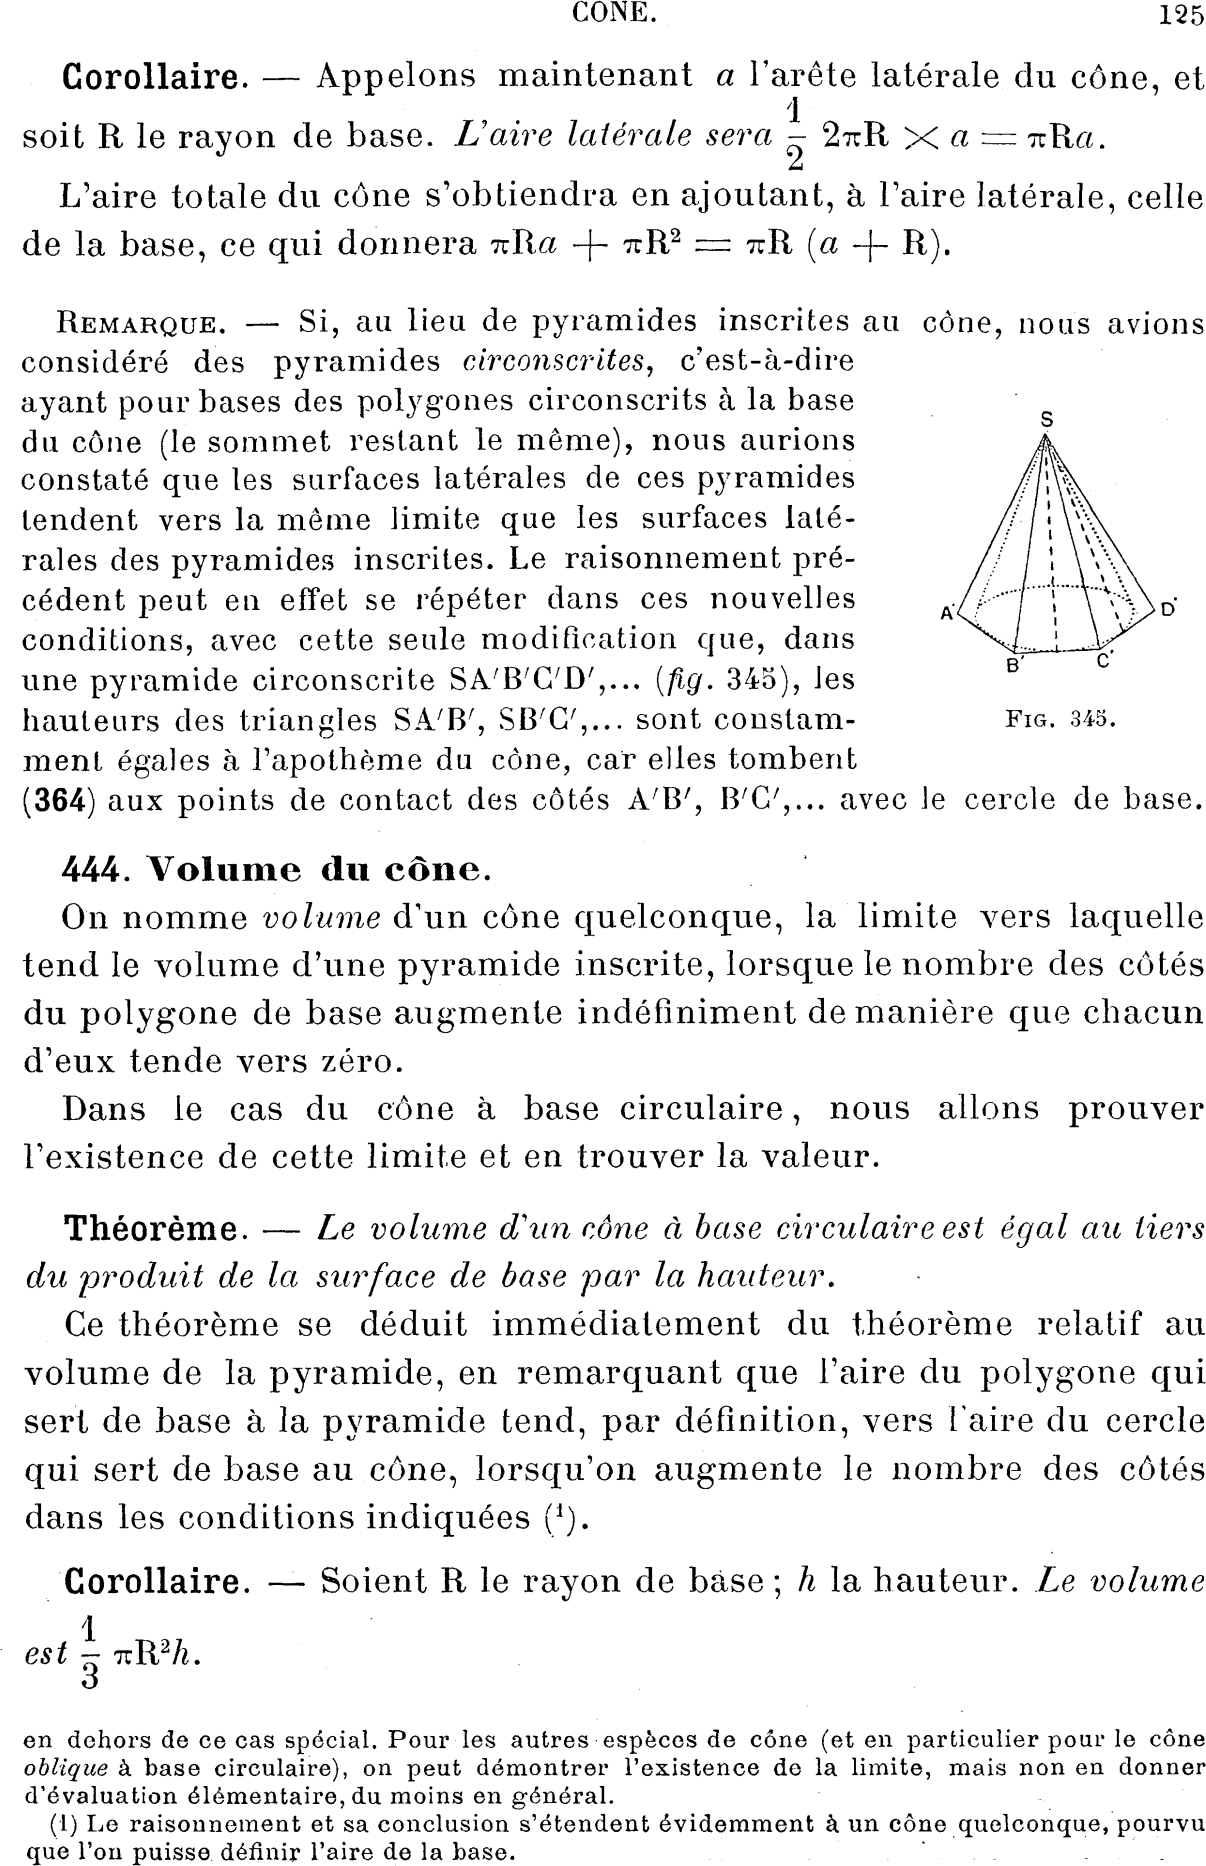 CONE. 125
Corollaire. — Appelons maintenant a l'arête latérale du cône, et
soit R le rayon de base. L'aire latérale sera 1/2 2πR × a = πRa.
L'aire totale du cône s'obtiendra en ajoutant, à l'aire latérale, celle
de la base, ce qui donnera πRa + πR² = πR (a + R).
REMARQUE. — Si, au lieu de pyramides inscrites au cône, nous avions
considéré des pyramides circonscrites, c'est-à-dire
ayant pour bases des polygones circonscrits à la base
du cône (le sommet restant le même), nous aurions
constaté que les surfaces latérales de ces pyramides
tendent vers la même limite que les surfaces laté-
rales des pyramides inscrites. Le raisonnement pré-
cédent peut en effet se répéter dans ces nouvelles
conditions, avec cette seule modification que, dans
une pyramide circonscrite SA'B'C'D',... (fig. 345), les
hauteurs des triangles SA'B', SB'C',... sont constam-
ment égales à l'apothème du cône, car elles tombent
(364) aux points de contact des côtés A'B', B'C',... avec le cercle de base.
S
A'
D'
B'
C'
FIG. 345.
444. Volume du cône.
On nomme volume d'un cône quelconque, la limite vers laquelle
tend le volume d'une pyramide inscrite, lorsque le nombre des côtés
du polygone de base augmente indéfiniment de manière que chacun
d'eux tende vers zéro.
Dans le cas du cône à base circulaire, nous allons prouver
l'existence de cette limite et en trouver la valeur.
Théorème. — Le volume d'un cône à base circulaire est égal au tiers
du produit de la surface de base par la hauteur.
Ce théorème se déduit immédiatement du théorème relatif au
volume de la pyramide, en remarquant que l'aire du polygone qui
sert de base à la pyramide tend, par définition, vers l'aire du cercle
qui sert de base au cône, lorsqu'on augmente le nombre des côtés
dans les conditions indiquées (¹).
Corollaire. — Soient R le rayon de base ; h la hauteur. Le volume
est 1/3 πR²h.
en dehors de ce cas spécial. Pour les autres espèces de cône (et en particulier pour le cône
oblique à base circulaire), on peut démontrer l'existence de la limite, mais non en donner
d'évaluation élémentaire, du moins en général.
(1) Le raisonnement et sa conclusion s'étendent évidemment à un cône quelconque, pourvu
que l'on puisse définir l'aire de la base.